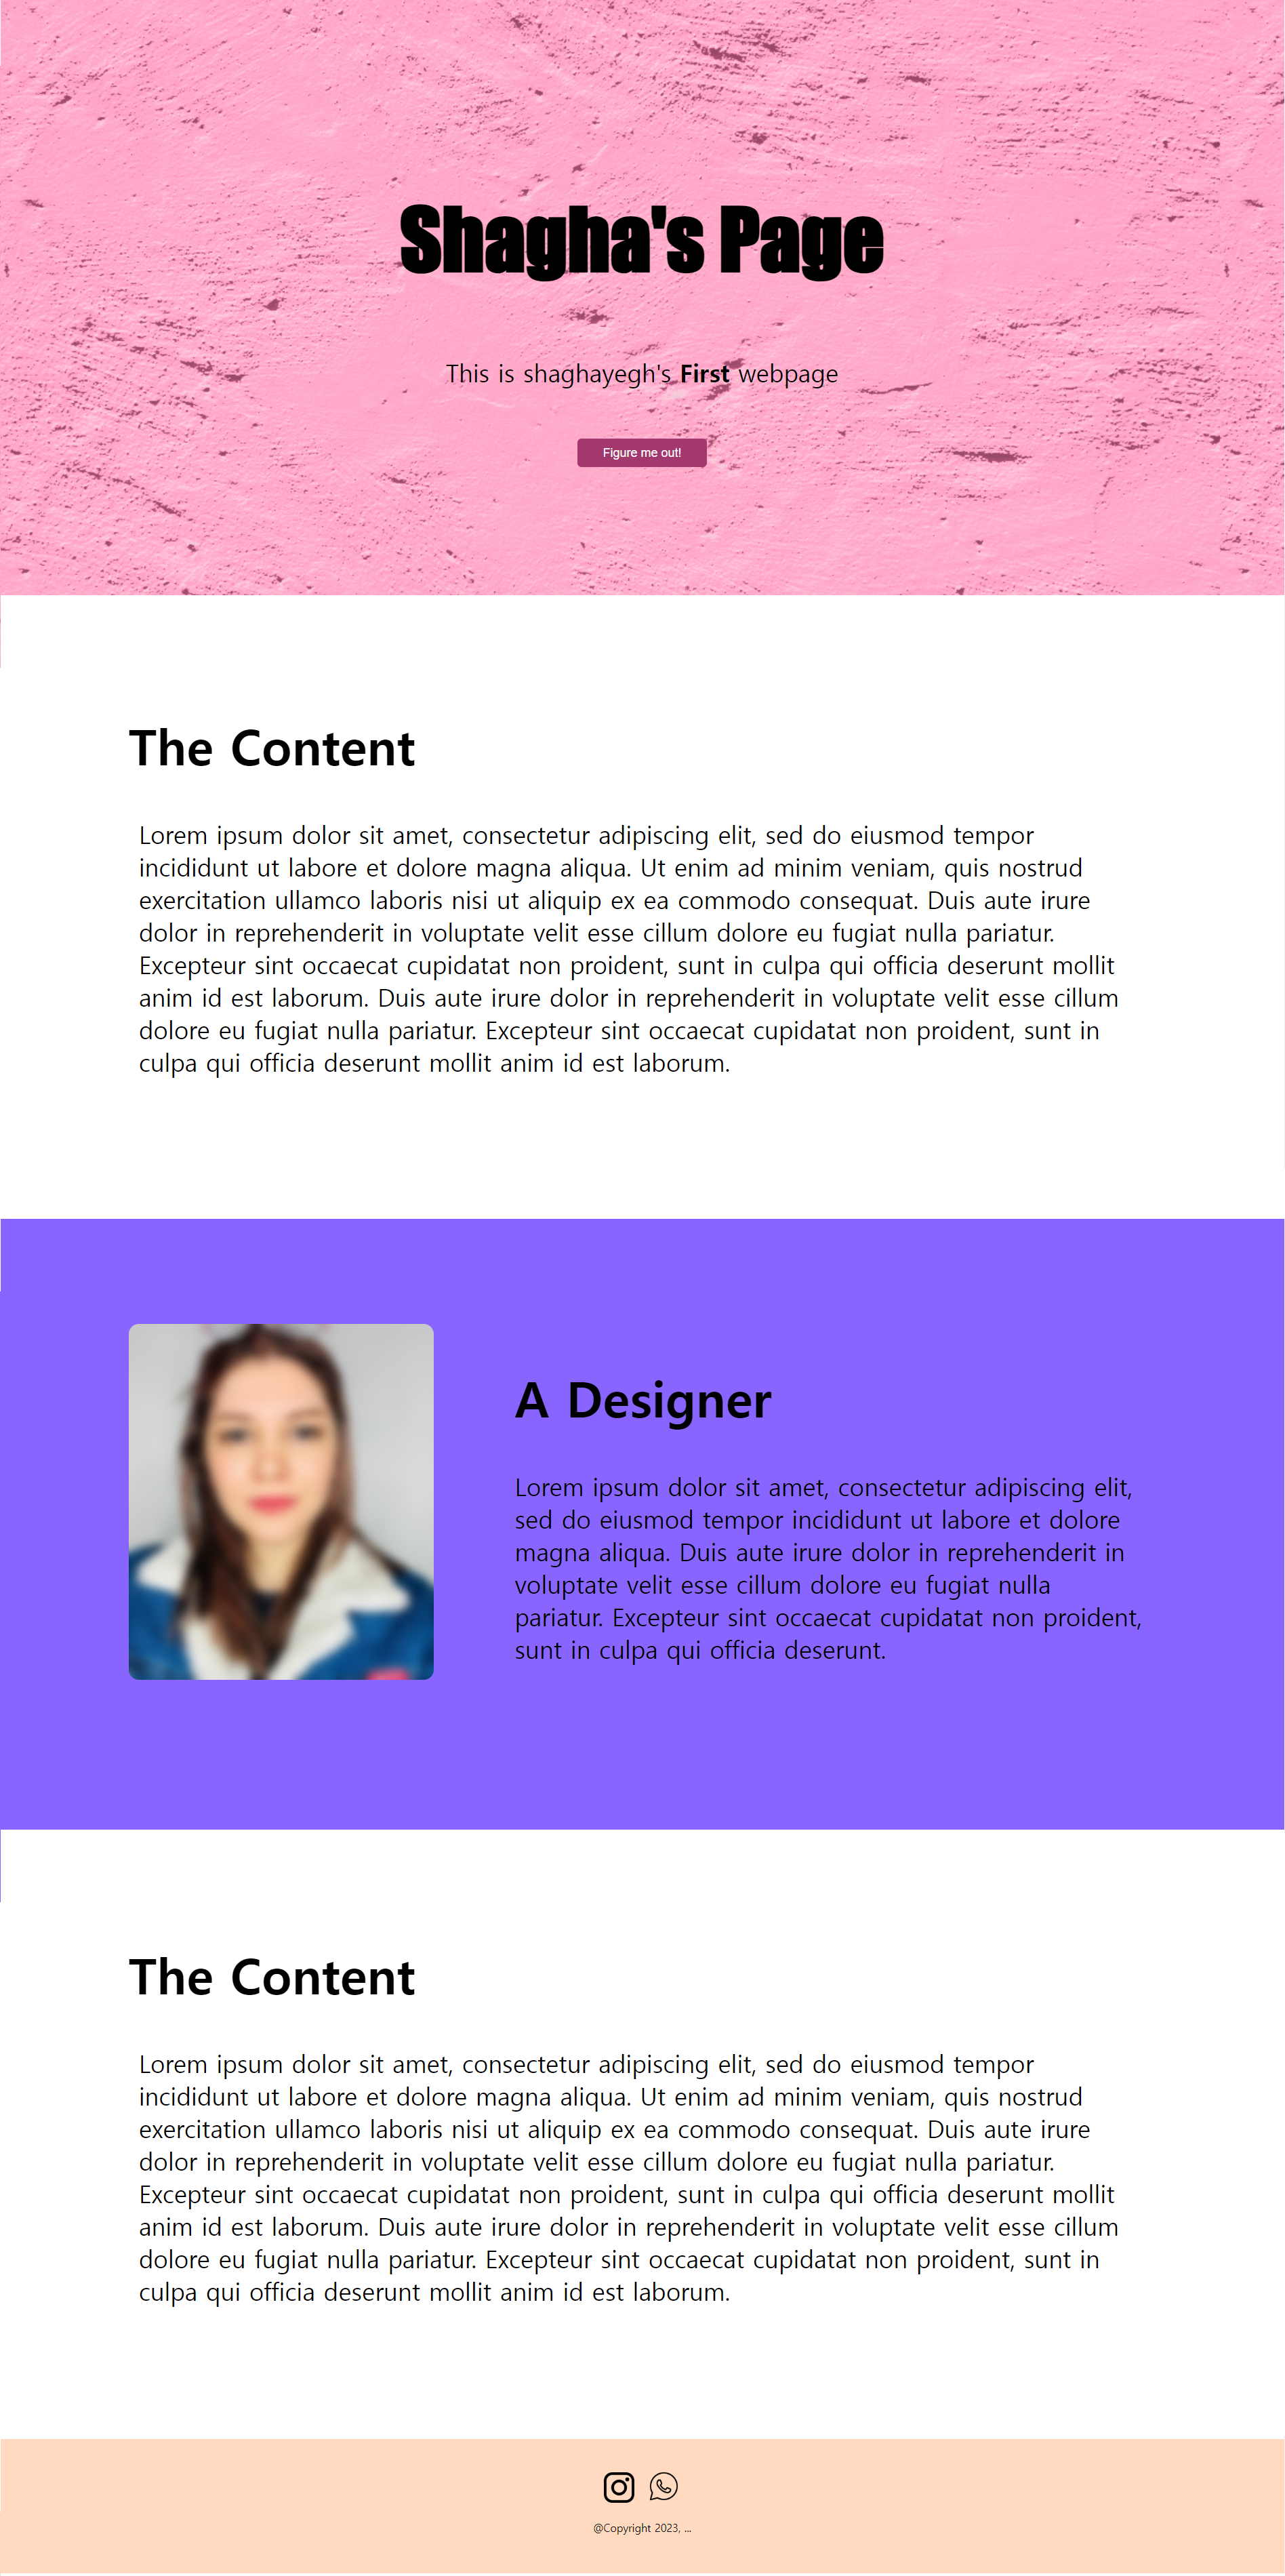 Shagha's Page
This is shaghayegh's First webpage
Figure me out!
The Content
Lorem ipsum dolor sit amet, consectetur adipiscing elit, sed do eiusmod tempor
incididunt ut labore et dolore magna aliqua. Ut enim ad minim veniam, quis nostrud
exercitation ullamco laboris nisi ut aliquip ex ea commodo consequat. Duis aute irure
dolor in reprehenderit in voluptate velit esse cillum dolore eu fugiat nulla pariatur.
Excepteur sint occaecat cupidatat non proident, sunt in culpa qui officia deserunt mollit
anim id est laborum. Duis aute irure dolor in reprehenderit in voluptate velit esse cillum
dolore eu fugiat nulla pariatur. Excepteur sint occaecat cupidatat non proident, sunt in
culpa qui officia deserunt mollit anim id est laborum.
A Designer
Lorem ipsum dolor sit amet, consectetur adipiscing elit,
sed do eiusmod tempor incididunt ut labore et dolore
magna aliqua. Duis aute irure dolor in reprehenderit in
voluptate velit esse cillum dolore eu fugiat nulla
pariatur. Excepteur sint occaecat cupidatat non proident,
sunt in culpa qui officia deserunt.
The Content
Lorem ipsum dolor sit amet, consectetur adipiscing elit, sed do eiusmod tempor
incididunt ut labore et dolore magna aliqua. Ut enim ad minim veniam, quis nostrud
exercitation ullamco laboris nisi ut aliquip ex ea commodo consequat. Duis aute irure
dolor in reprehenderit in voluptate velit esse cillum dolore eu fugiat nulla pariatur.
Excepteur sint occaecat cupidatat non proident, sunt in culpa qui officia deserunt mollit
anim id est laborum. Duis aute irure dolor in reprehenderit in voluptate velit esse cillum
dolore eu fugiat nulla pariatur. Excepteur sint occaecat cupidatat non proident, sunt in
culpa qui officia deserunt mollit anim id est laborum.
@Copyright 2023, ...